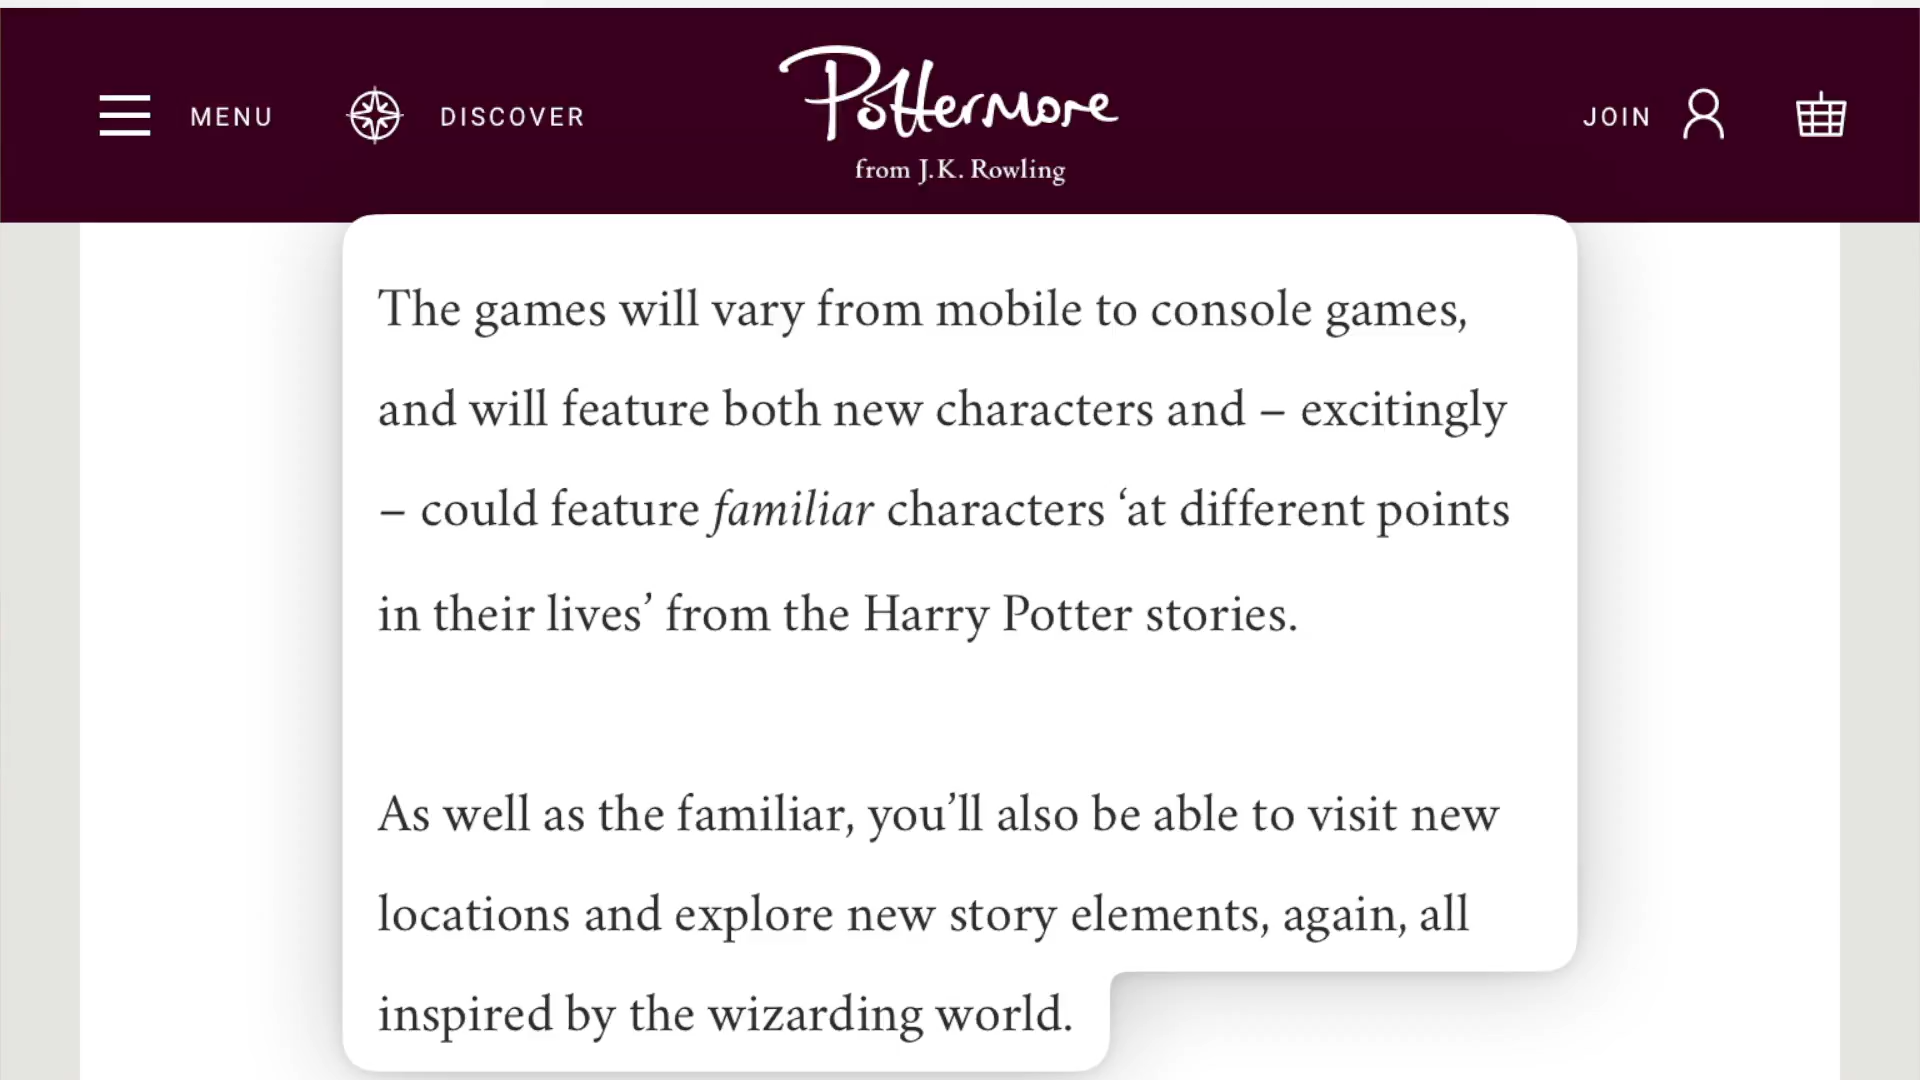 MENU
DISCOVER
Pottermore
from J.K. Rowling
JOIN
The games will vary from mobile to console games,
and will feature both new characters and – excitingly
– could feature familiar characters ‘at different points
in their lives’ from the Harry Potter stories.
As well as the familiar, you’ll also be able to visit new
locations and explore new story elements, again, all
inspired by the wizarding world.